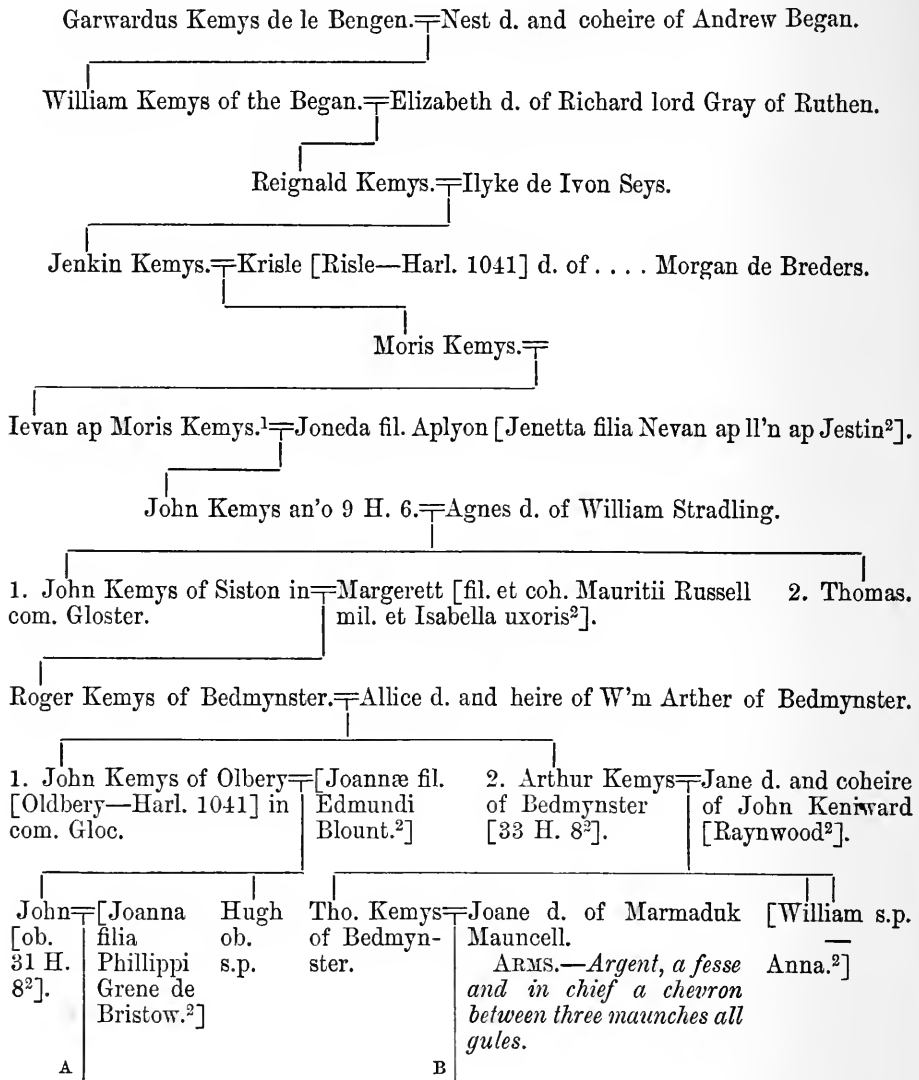 Garwardus Kemys de le Bengen.╤Nest d. and coheire of Andrew Began.
William Kemys of the Began.╤Elizabeth d. of Richard lord Gray of Ruthen.
Reignald Kemys.╤Ilyke de Ivon Seys.
Jenkin Kemys.╤Krisle [Risle—Harl. 1041] d. of . . . . Morgan de Breders.
Moris Kemys.╤
Ievan ap Moris Kemys.¹╤Joneda fil. Aplyon [Jenetta filia Nevan ap ll'n ap Jestin²].
John Kemys an'o 9 H. 6.╤Agnes d. of William Stradling.
1. John Kemys of Siston in╤Margerett [fil. et coh. Mauritii Russell
com. Gloster.
mil. et Isabella uxoris²].
2. Thomas.
Roger Kemys of Bedmynster.╤Allice d. and heire of W'm Arther of Bedmynster.
1. John Kemys of Olbery╤
[Oldbery—Harl. 1041] in
com. Gloc.
[Joannæ fil.
Edmundi
Blount.²]
2. Arthur Kemys╤
of Bedmynster
[33 H. 8²].
Jane d. and coheire
of John Keniward
[Raynwood²].
John╤
[ob.
31 H.
8²].
[Joanna
filia
Phillippi
Grene de
Bristow.²]
Hugh
ob.
s.p.
Tho. Kemys╤
of Bedmyn-
ster.
Joane d. of Marmaduk
Mauncell.
ARMS.—Argent, a fesse
and in chief a chevron
between three maunches all
gules.
[William s.p.
—
Anna.²]
A
B